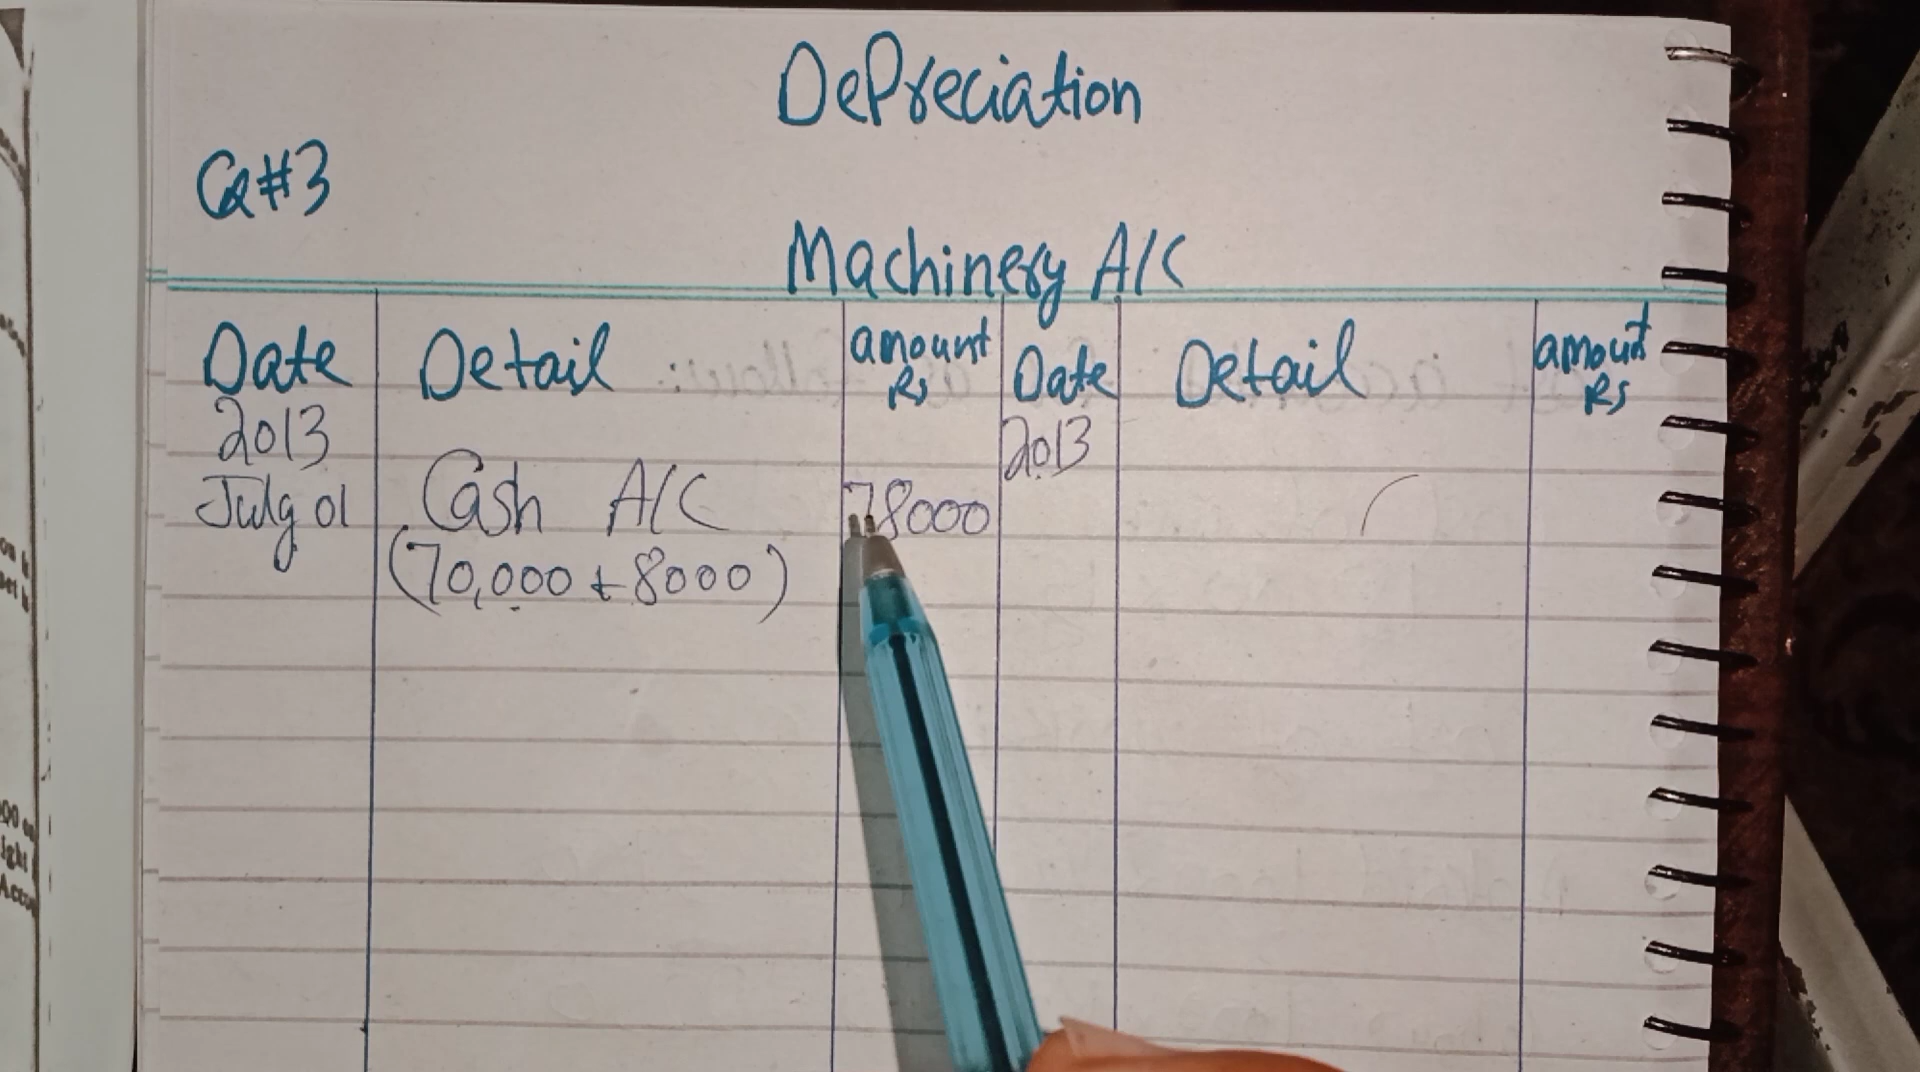 DePreciation
Q#3
Machinery A/C
Date Detail amount Rs Date Detail amount Rs
2013 2013
July 01 Cash A/C 78000
(70,000 + 8000)